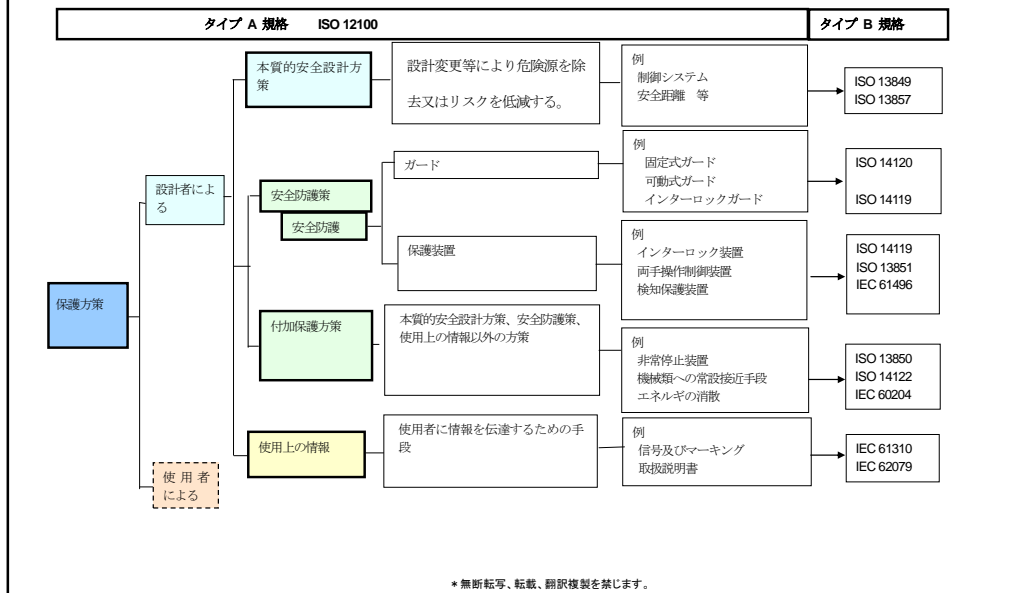 タイプ A 規格 ISO 12100
タイプ B 規格
本質的安全設計方
策
設計変更等により危険源を除
去又はリスクを低減する。
例
制御システム
安全距離 等
ISO 13849
ISO 13857
設計者によ
る
安全防護策
安全防護
ガード
例
固定式ガード
可動式ガード
インターロックガード
ISO 14120
ISO 14119
保護装置
例
インターロック装置
両手操作制御装置
検知保護装置
ISO 14119
ISO 13851
IEC 61496
保護方策
付加保護方策
本質的安全設計方策、安全防護策、
使用上の情報以外の方策
例
非常停止装置
機械類への常設接近手段
エネルギの消散
ISO 13850
ISO 14122
IEC 60204
使用上の情報
使用者に情報を伝達するための手
段
例
信号及びマーキング
取扱説明書
IEC 61310
IEC 62079
使用者
による
*無断転写、転載、翻訳複製を禁じます。